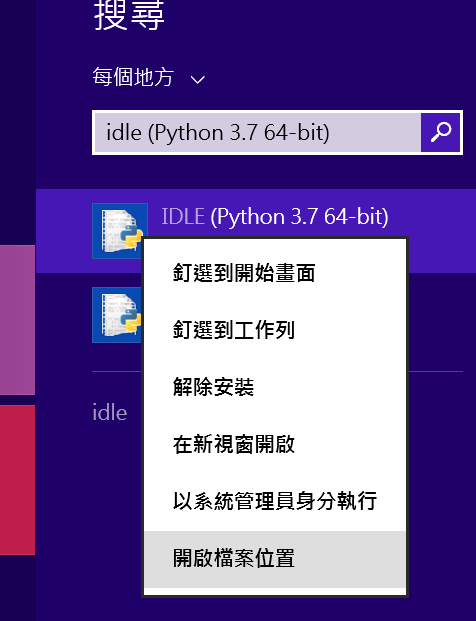 搜尋
每個地方
idle (Python 3.7 64-bit)
IDLE (Python 3.7 64-bit)
釘選到開始畫面
釘選到工作列
解除安裝
idle
在新視窗開啟
以系統管理員身分執行
開啟檔案位置